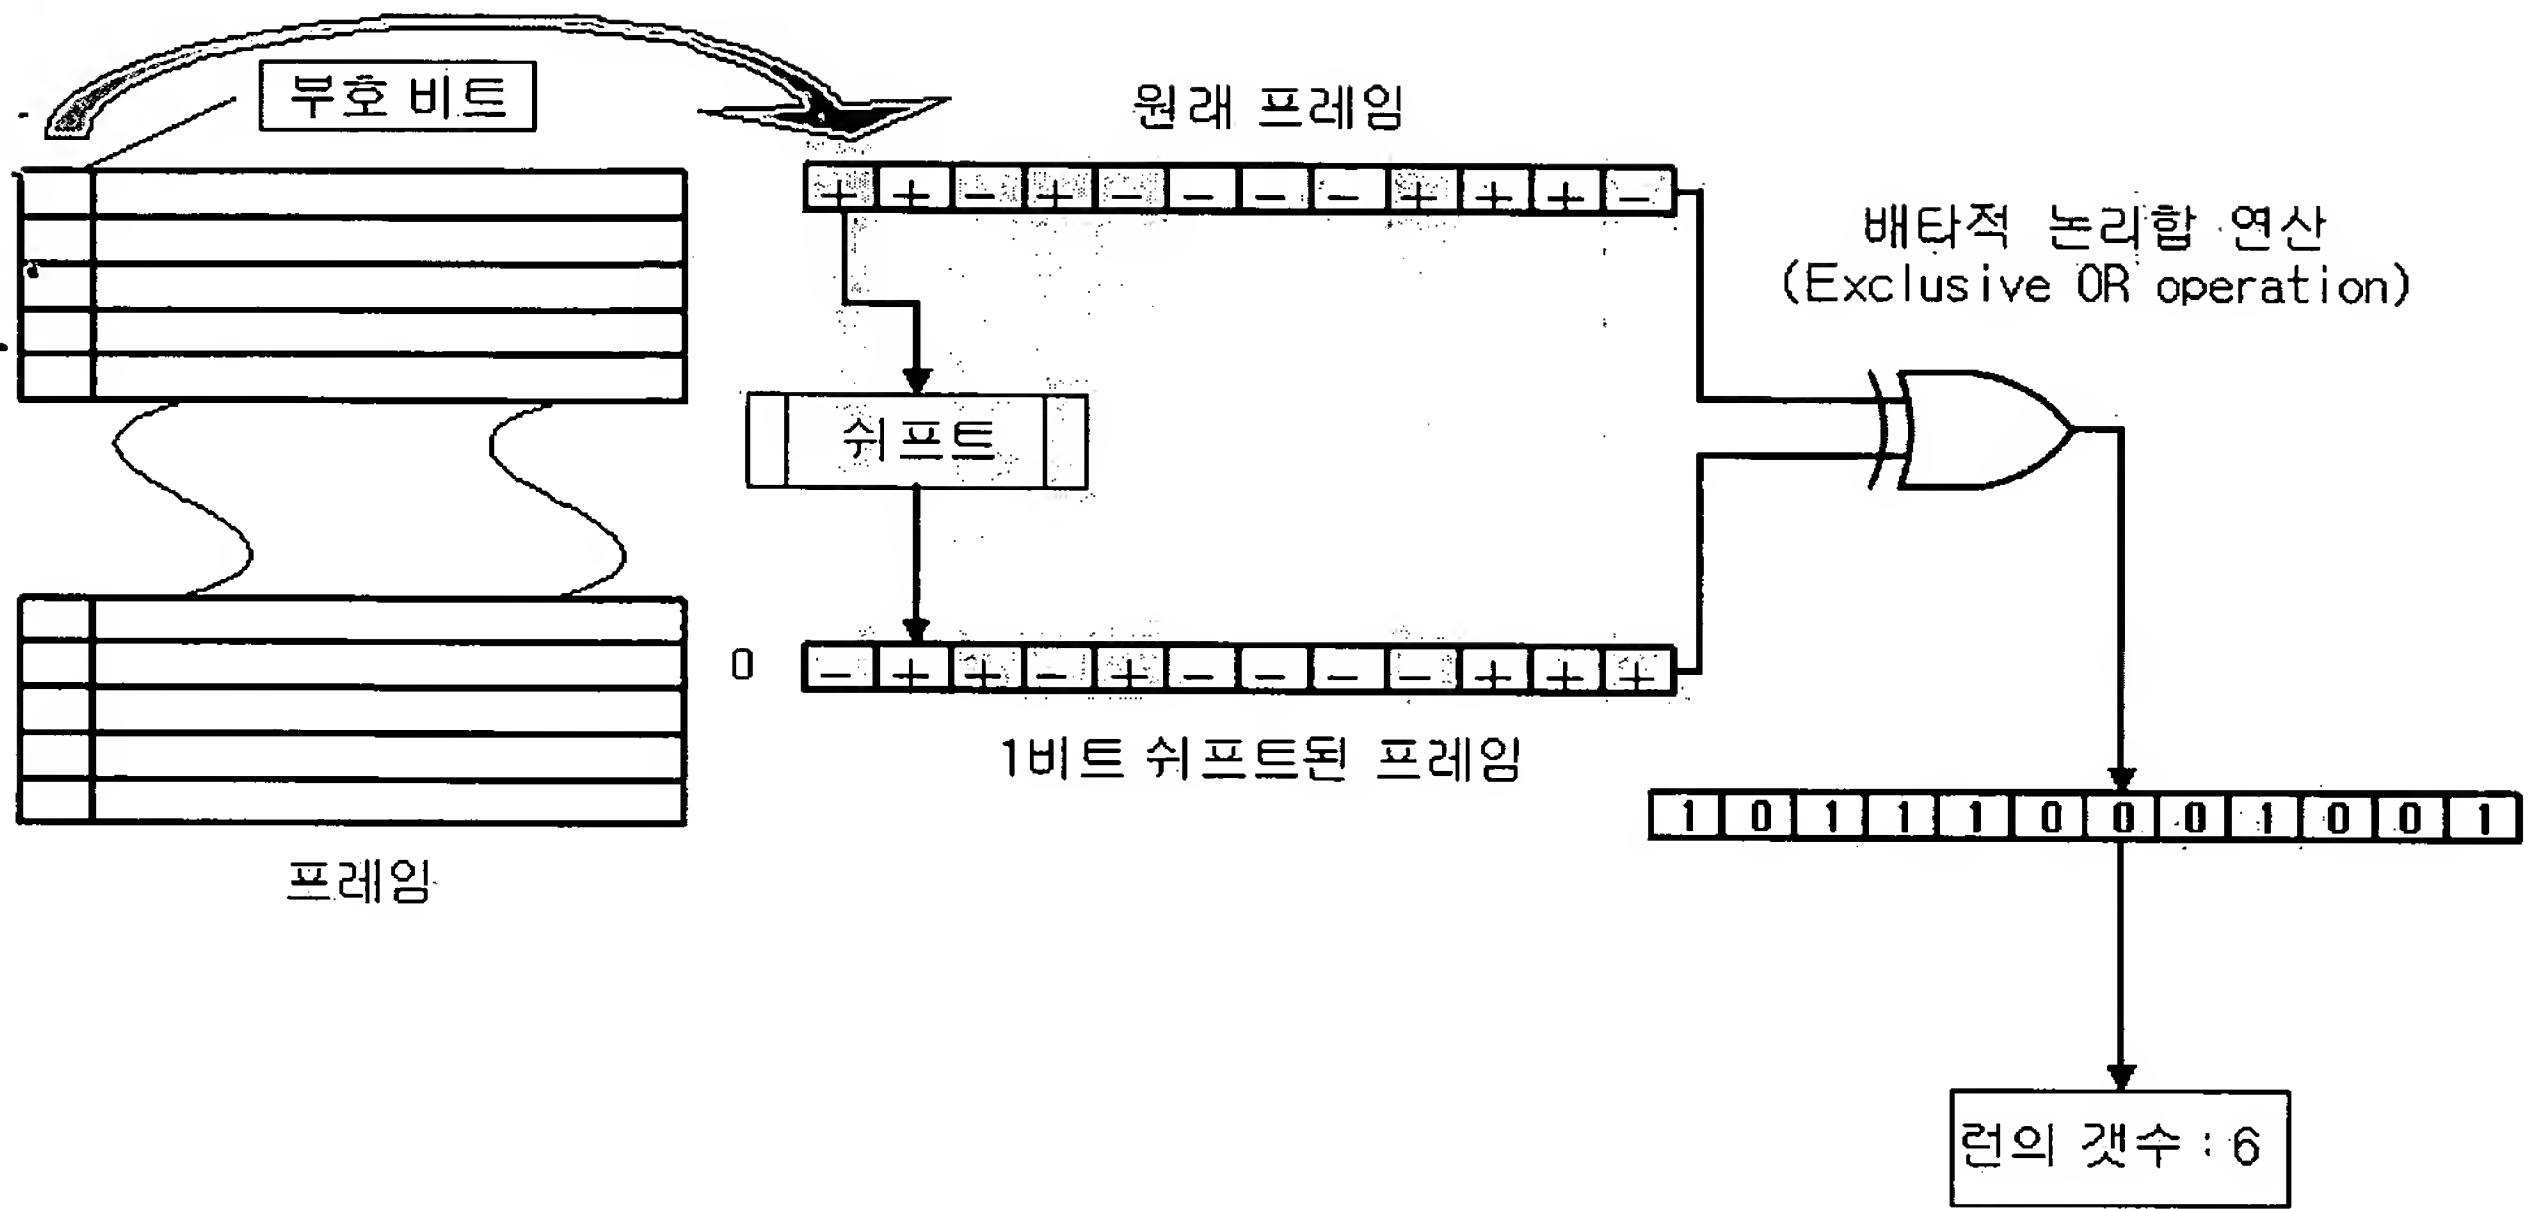 부호 비트
원래 프레임
+ + - + - - - - + + + -
배타적 논리합 연산
(Exclusive OR operation)
쉬프트
0
- + + - + - - - - + + +
1비트 쉬프트된 프레임
1 0 1 1 1 0 0 0 1 0 0 1
프레임
런의 갯수 : 6